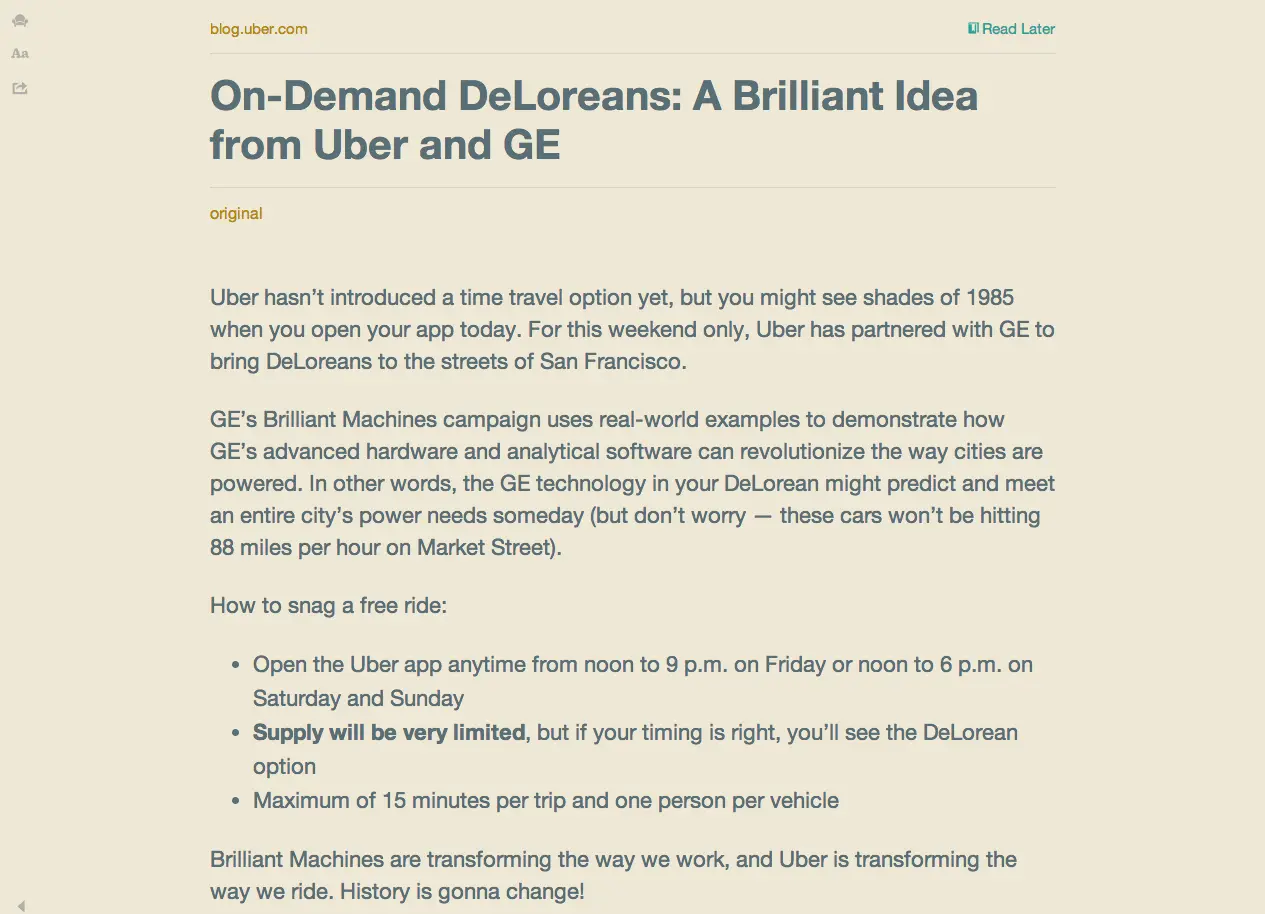 blog.uber.com
Read Later
Aa
On-Demand DeLoreans: A Brilliant Idea
from Uber and GE
original
Uber hasn’t introduced a time travel option yet, but you might see shades of 1985
when you open your app today. For this weekend only, Uber has partnered with GE to
bring DeLoreans to the streets of San Francisco.
GE’s Brilliant Machines campaign uses real-world examples to demonstrate how
GE’s advanced hardware and analytical software can revolutionize the way cities are
powered. In other words, the GE technology in your DeLorean might predict and meet
an entire city’s power needs someday (but don’t worry — these cars won’t be hitting
88 miles per hour on Market Street).
How to snag a free ride:
• Open the Uber app anytime from noon to 9 p.m. on Friday or noon to 6 p.m. on
Saturday and Sunday
• Supply will be very limited, but if your timing is right, you’ll see the DeLorean
option
• Maximum of 15 minutes per trip and one person per vehicle
Brilliant Machines are transforming the way we work, and Uber is transforming the
way we ride. History is gonna change!